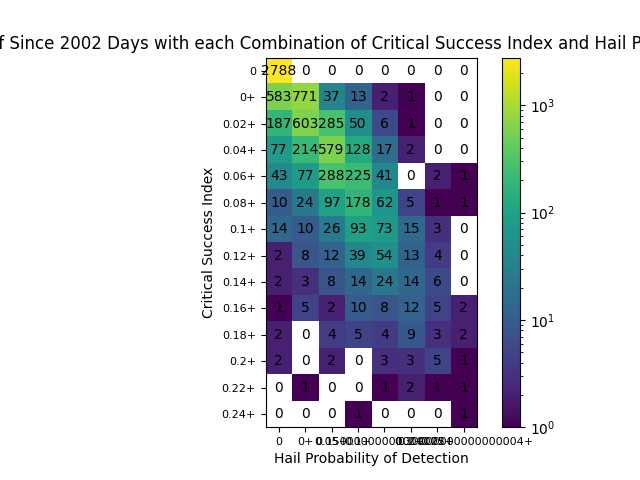 f Since 2002 Days with each Combination of Critical Success Index and Hail P
0 2788 0 0 0 0 0 0 0
0+ 583 771 37 13 2 1 0 0
0.02+ 187 603 285 50 6 1 0 0
0.04+ 77 214 579 128 17 2 0 0
0.06+ 43 77 288 225 41 0 2 1
0.08+ 10 24 97 178 62 5 1 1
0.1+ 14 10 26 93 73 15 3 0
0.12+ 2 8 12 39 54 13 4 0
0.14+ 2 3 8 14 24 14 6 0
0.16+ 1 5 2 10 8 12 5 2
0.18+ 2 0 4 5 4 9 3 2
0.2+ 2 0 2 0 3 3 5 1
0.22+ 0 1 0 0 1 2 1 1
0.24+ 0 0 0 1 0 0 0 1
0 0+
Hail Probability of Detection
Critical Success Index
10³
10²
10¹
10⁰